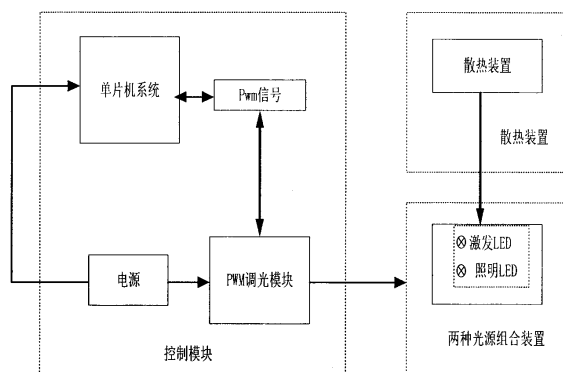 单片机系统
Pwm信号
电源
PWM调光模块
控制模块
散热装置
散热装置
激发LED
照明LED
两种光源组合装置